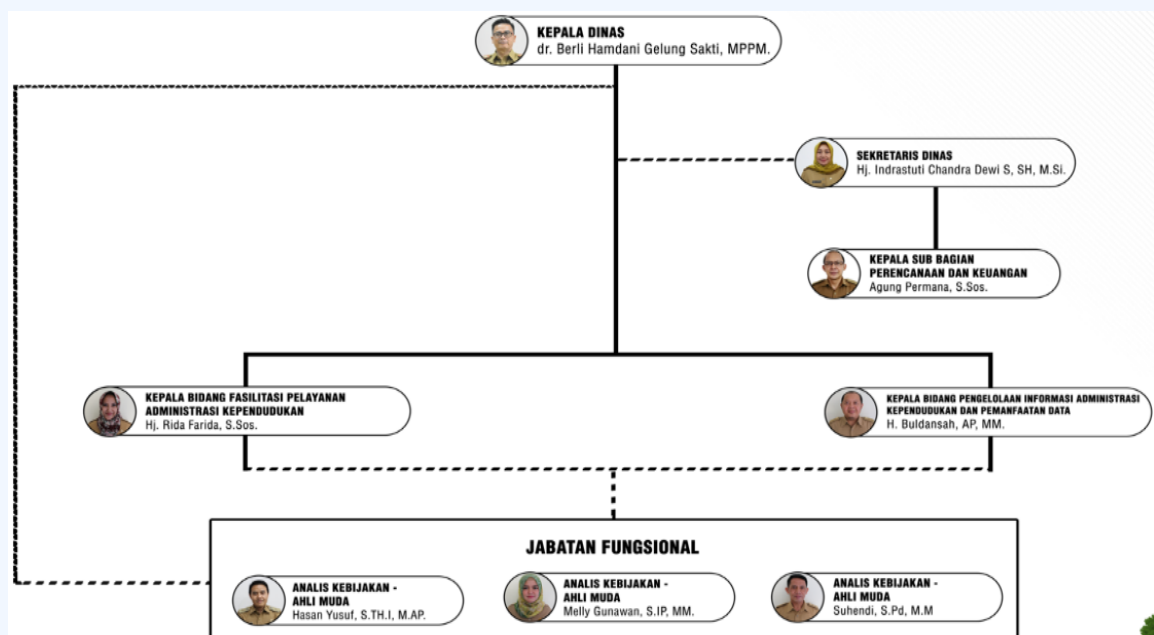 KEPALA DINAS
dr. Berli Hamdani Gelung Sakti, MPPM.
SEKRETARIS DINAS
Hj. Indrastuti Chandra Dewi S, SH, M.Si.
KEPALA SUB BAGIAN
PERENCANAAN DAN KEUANGAN
Agung Permana, S.Sos.
KEPALA BIDANG FASILITASI PELAYANAN
ADMINISTRASI KEPENDUDUKAN
Hj. Rida Farida, S.Sos.
KEPALA BIDANG PENGELOLAAN INFORMASI ADMINISTRASI
KEPENDUDUKAN DAN PEMANFAATAN DATA
H. Buldansah, AP, MM.
JABATAN FUNGSIONAL
ANALIS KEBIJAKAN -
AHLI MUDA
Hasan Yusuf, S.TH.I, M.AP.
ANALIS KEBIJAKAN -
AHLI MUDA
Melly Gunawan, S.IP, MM.
ANALIS KEBIJAKAN -
AHLI MUDA
Suhendi, S.Pd, M.M